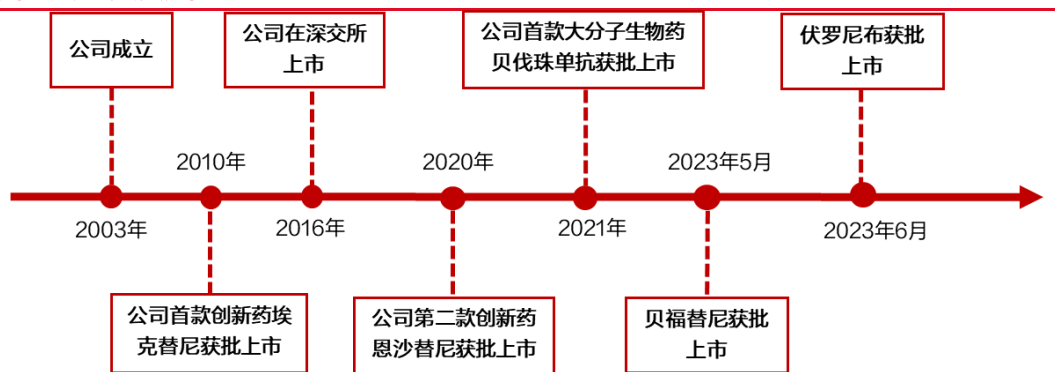 公司成立
公司在深交所
上市
公司首款大分子生物药
贝伐珠单抗获批上市
伏罗尼布获批
上市
2010年
2020年
2023年5月
2003年
2016年
2021年
2023年6月
公司首款创新药埃
克替尼获批上市
公司第二款创新药
恩沙替尼获批上市
贝福替尼获批
上市